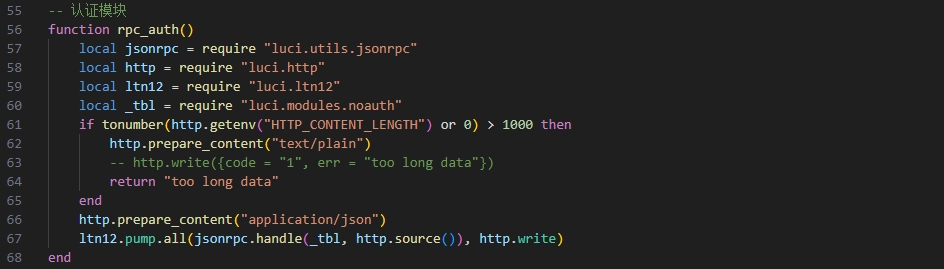 55 -- 认证模块
56 function rpc_auth()
57     local jsonrpc = require "luci.utils.jsonrpc"
58     local http = require "luci.http"
59     local ltn12 = require "luci.ltn12"
60     local _tbl = require "luci.modules.noauth"
61     if tonumber(http.getenv("HTTP_CONTENT_LENGTH") or 0) > 1000 then
62         http.prepare_content("text/plain")
63         -- http.write({code = "1", err = "too long data"})
64         return "too long data"
65     end
66     http.prepare_content("application/json")
67     ltn12.pump.all(jsonrpc.handle(_tbl, http.source()), http.write)
68 end